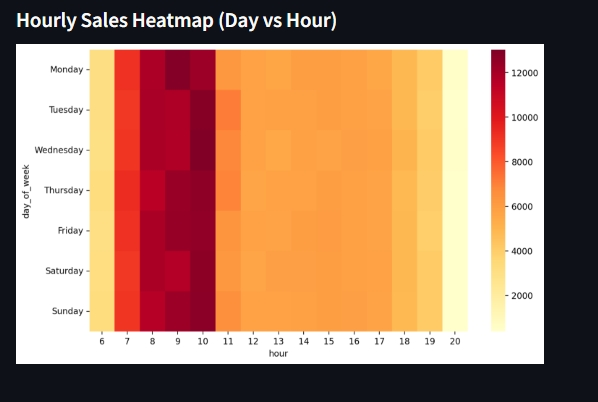 Hourly Sales Heatmap (Day vs Hour)
day_of_week
Monday
Tuesday
Wednesday
Thursday
Friday
Saturday
Sunday
6 7 8 9 10 11 12 13 14 15 16 17 18 19 20
hour
12000
10000
8000
6000
4000
2000